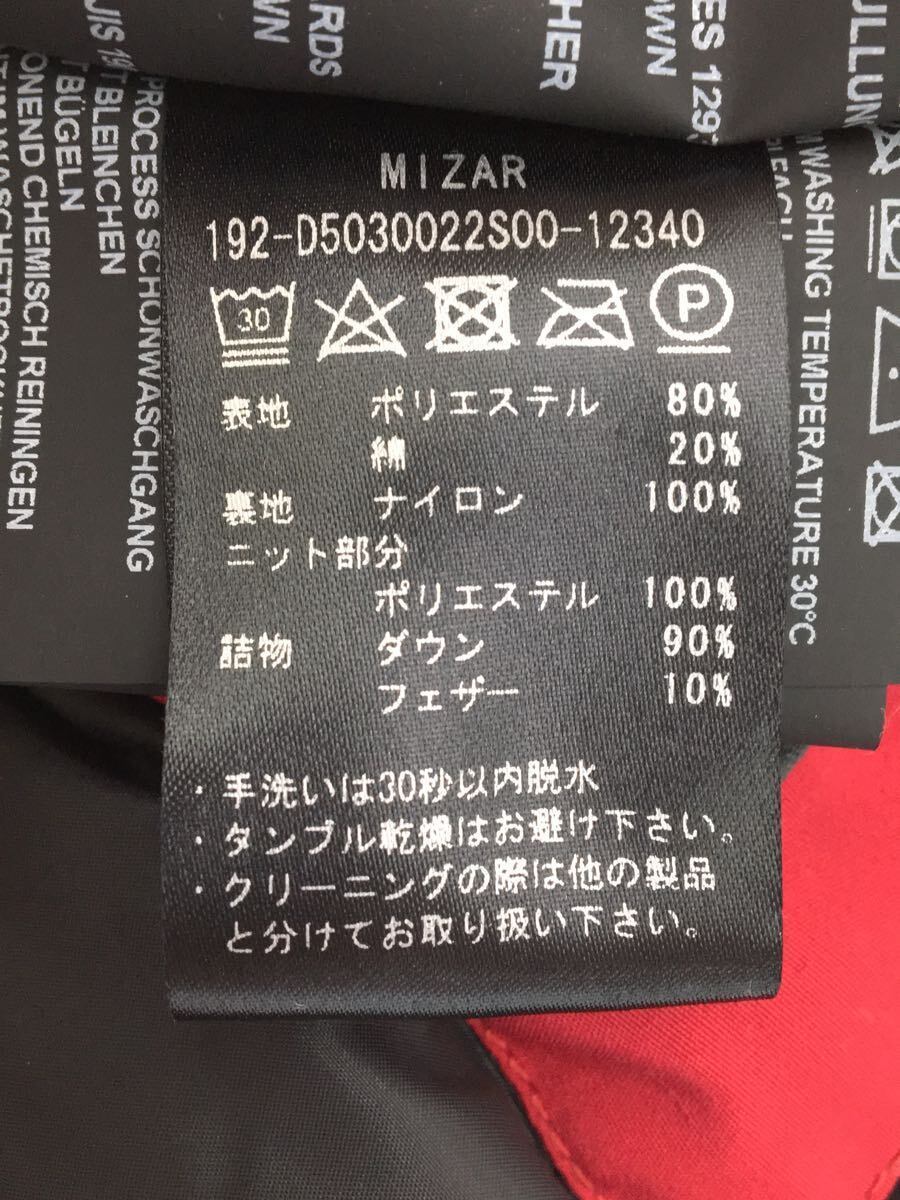 MIZAR
192-D5030022S00-12340
30
P
表地 ポリエステル 80%
綿 20%
裏地 ナイロン 100%
ニット部分
ポリエステル 100%
詰物 ダウン 90%
フェザー 10%
・手洗いは30秒以内脱水
・タンブル乾燥はお避け下さい。
・クリーニングの際は他の製品
と分けてお取り扱い下さい。
PROCESS SCHONWASCHGANG
BLEINCHEN
BÜGELN
CHEMISCH REININGEN
WASHING TEMPERATURE 30°C